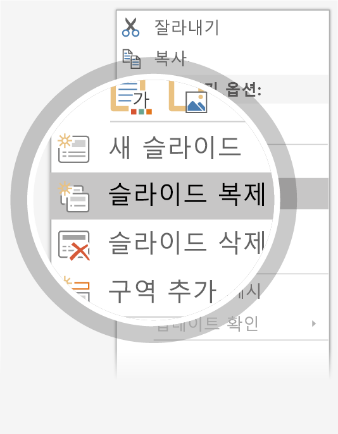 잘라내기
복사
옵션:
가
새 슬라이드
슬라이드 복제
슬라이드 삭제
구역 추가
업데이트 확인